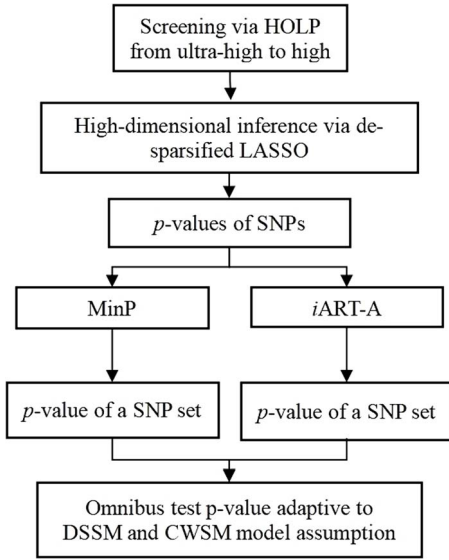 Screening via HOLP
from ultra-high to high
High-dimensional inference via de-
sparsified LASSO
p-values of SNPs
MinP
iART-A
p-value of a SNP set
p-value of a SNP set
Omnibus test p-value adaptive to
DSSM and CWSM model assumption